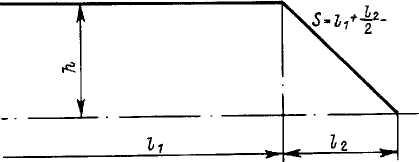 S=l₁+l₂/2-
h
l₁
l₂